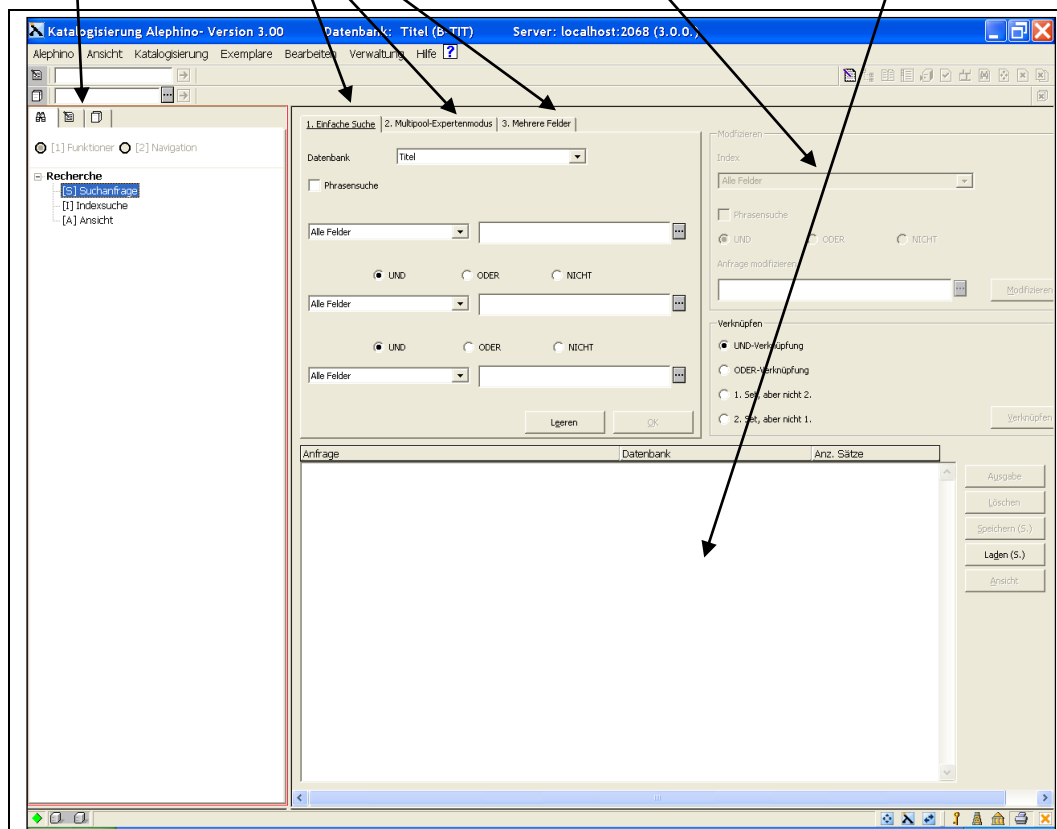 Katalogisierung Alephino- Version 3.00 Datenbank: Titel (B-TIT) Server: localhost:2068 (3.0.0.)
Alephino Ansicht Katalogisierung Exemplare Bearbeiten Verwaltung Hilfe ?
[1] Funktioner [2] Navigation
Recherche
[S] Suchanfrage
[I] Indexsuche
[A] Ansicht
1. Einfache Suche 2. Multipool-Expertenmodus 3. Mehrere Felder
Datenbank Titel
Phrasensuche
Alle Felder
UND ODER NICHT
Alle Felder
UND ODER NICHT
Alle Felder
Leeren OK
Modifizieren
Index
Alle Felder
Phrasensuche
UND ODER NICHT
Anfrage modifizieren
Modifizieren
Verknüpfen
UND-Verknüpfung
ODER-Verknüpfung
1. Set, aber nicht 2.
2. Set, aber nicht 1.
Verknüpfen
Anfrage Datenbank Anz. Sätze
Ausgabe
Löschen
Speichern (S.)
Laden (S.)
Ansicht